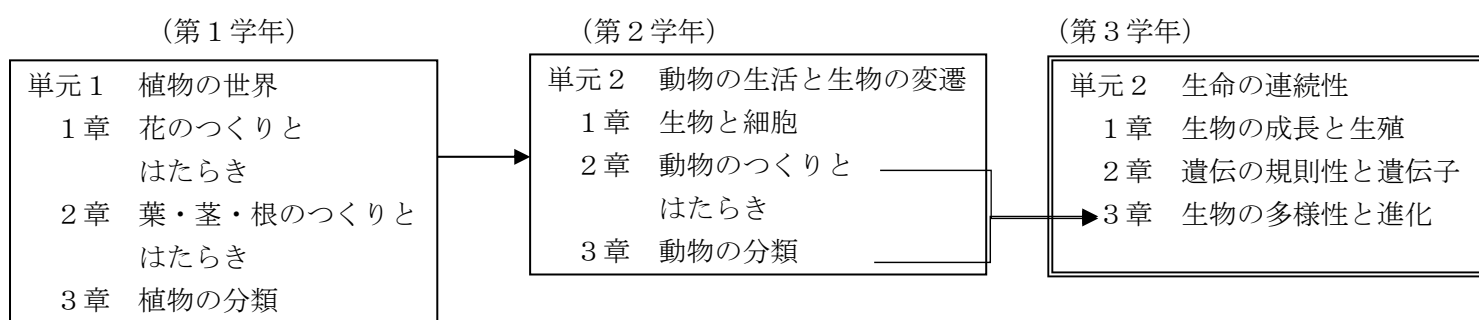 （第１学年）
単元１　植物の世界
１章　花のつくりと
はたらき
２章　葉・茎・根のつくりと
はたらき
３章　植物の分類
（第２学年）
単元２　動物の生活と生物の変遷
１章　生物と細胞
２章　動物のつくりと
はたらき
３章　動物の分類
（第３学年）
単元２　生命の連続性
１章　生物の成長と生殖
２章　遺伝の規則性と遺伝子
３章　生物の多様性と進化